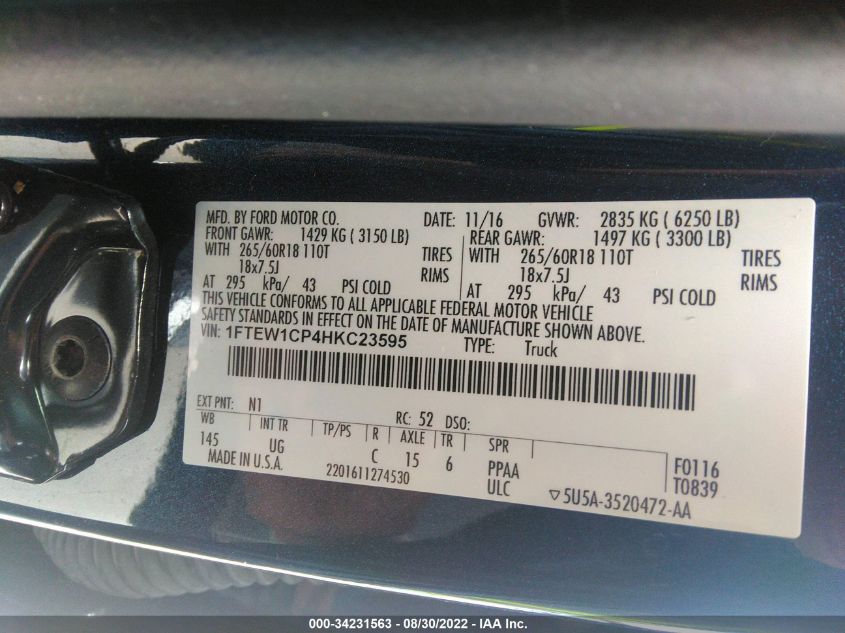 MFD. BY FORD MOTOR CO. DATE: 11/16 GVWR: 2835 KG ( 6250 LB)
FRONT GAWR: 1429 KG ( 3150 LB) REAR GAWR: 1497 KG ( 3300 LB)
WITH 265/60R18 110T TIRES WITH 265/60R18 110T TIRES
18x7.5J RIMS 18x7.5J RIMS
AT 295 kPa/ 43 PSI COLD AT 295 kPa/ 43 PSI COLD
THIS VEHICLE CONFORMS TO ALL APPLICABLE FEDERAL MOTOR VEHICLE
SAFETY STANDARDS IN EFFECT ON THE DATE OF MANUFACTURE SHOWN ABOVE.
VIN: 1FTEW1CP4HKC23595 TYPE: Truck
EXT PNT: N1 RC: 52 DSO:
WB INT TR TP/PS R AXLE TR SPR
145 UG C 15 6 PPAA F0116
MADE IN U.S.A. 2201611274530 ULC T0839
▽5U5A-3520472-AA
000-34231563 • 08/30/2022 - IAA Inc.